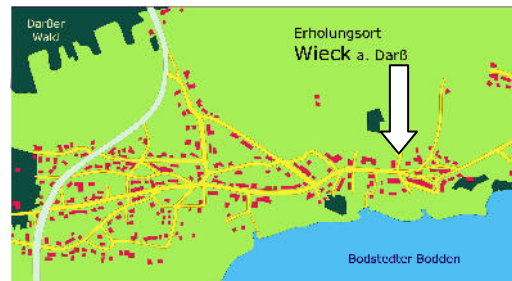 Darßer
Wald
Erholungsort
Wieck a. Darß
Bodstedter Bodden